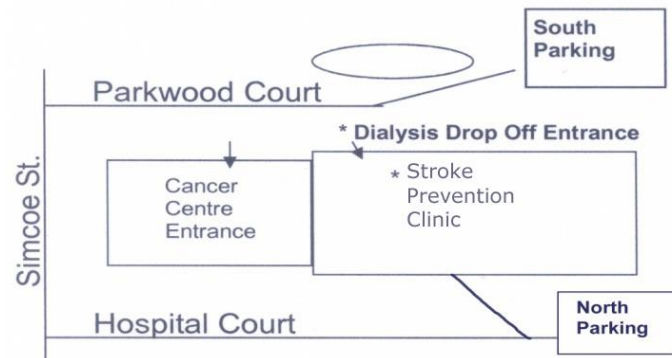 South
Parking
Parkwood Court
* Dialysis Drop Off Entrance
Simcoe St.
Cancer
Centre
Entrance
* Stroke
Prevention
Clinic
Hospital Court
North
Parking